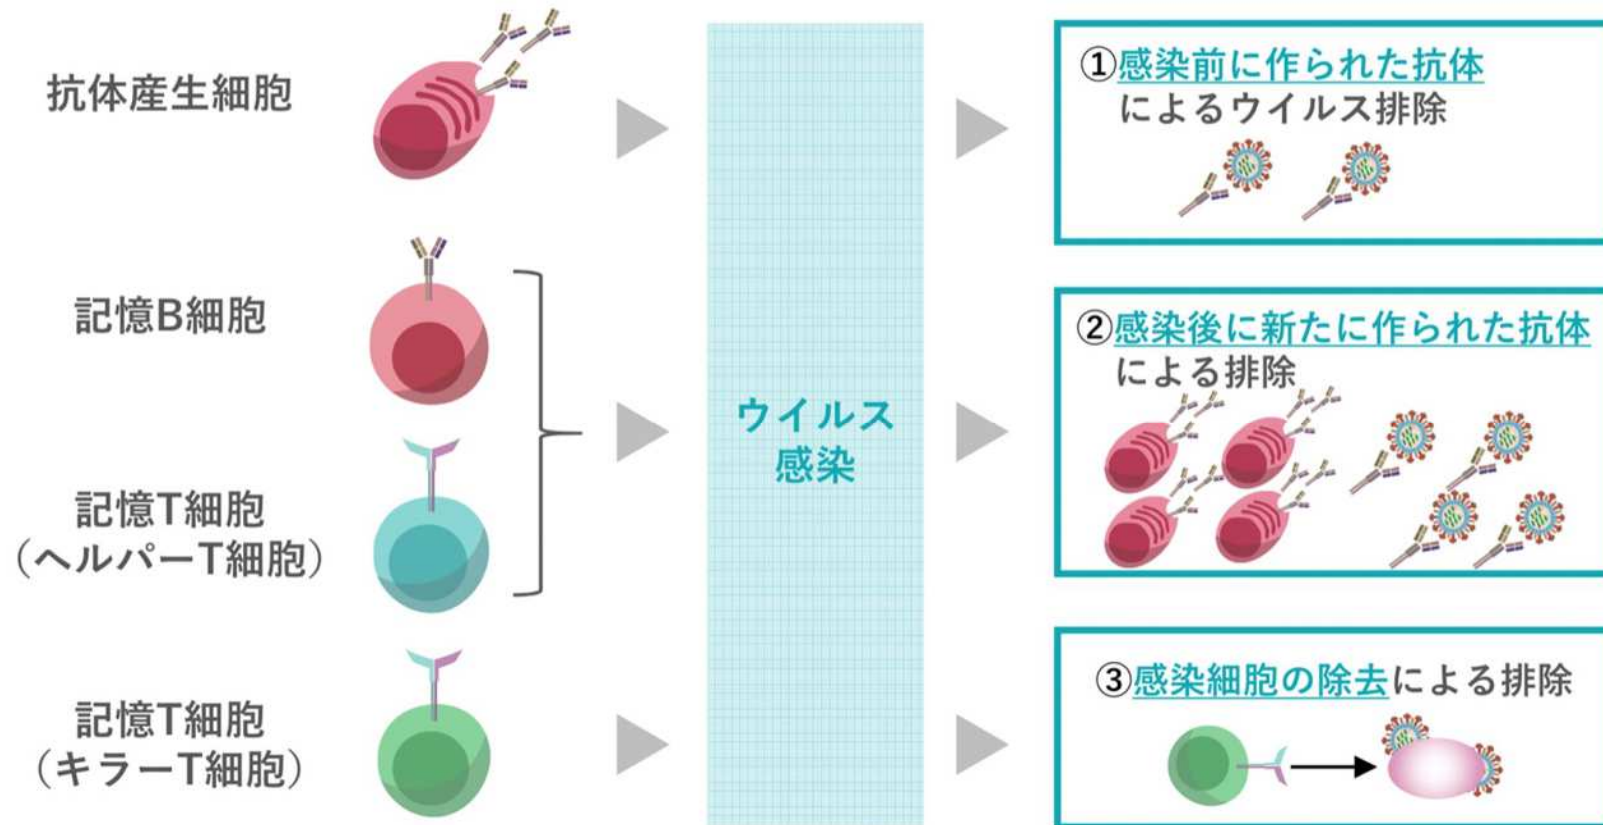 抗体産生細胞
①感染前に作られた抗体
によるウイルス排除
記憶B細胞
②感染後に新たに作られた抗体
による排除
ウイルス
感染
記憶T細胞
（ヘルパーT細胞）
③感染細胞の除去による排除
記憶T細胞
（キラーT細胞）